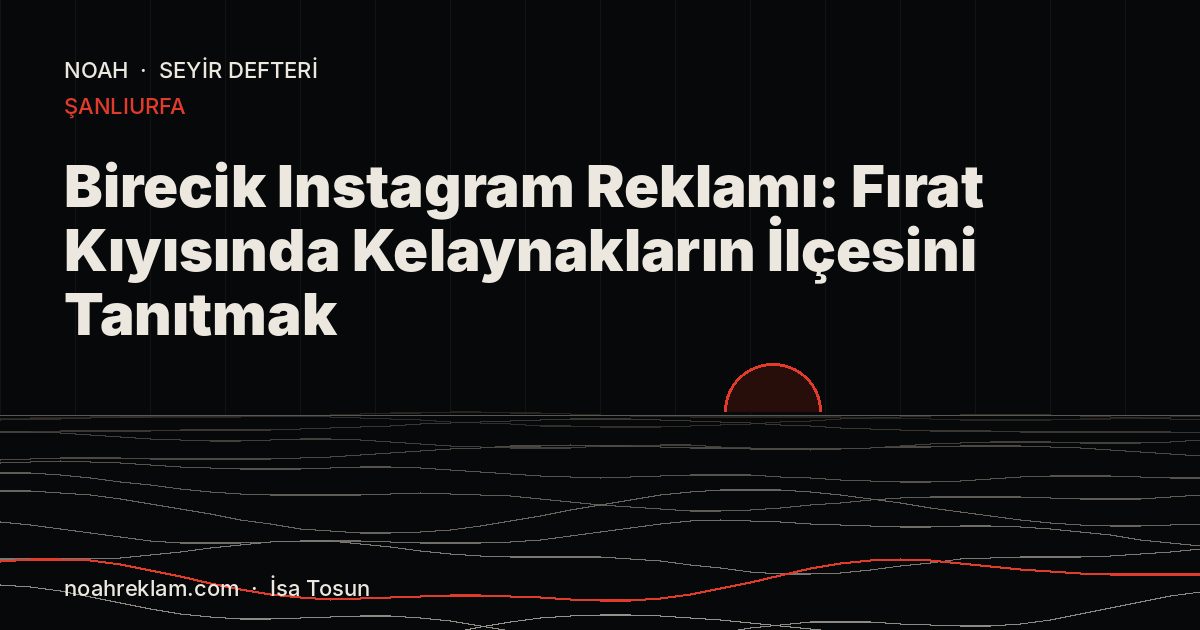 NOAH · SEYİR DEFTERİ
ŞANLIURFA
Birecik Instagram Reklamı: Fırat
Kıyısında Kelaynakların İlçesini
Tanıtmak
noahreklam.com · İsa Tosun